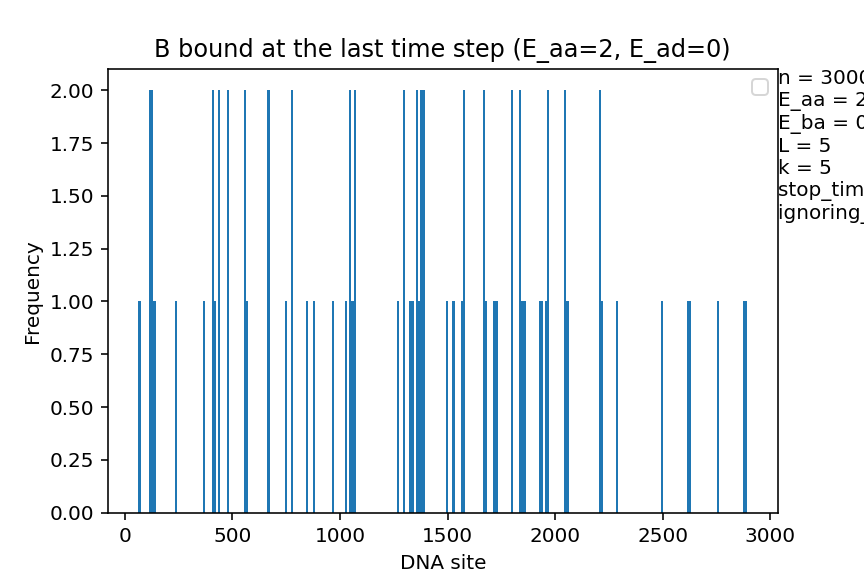 B bound at the last time step (E_aa=2, E_ad=0)
n = 3000
E_aa = 2
E_ba = 0
L = 5
k = 5
stop_tim
ignoring_
2.00
1.75
1.50
1.25
1.00
0.75
0.50
0.25
0.00
Frequency
0 500 1000 1500 2000 2500 3000
DNA site